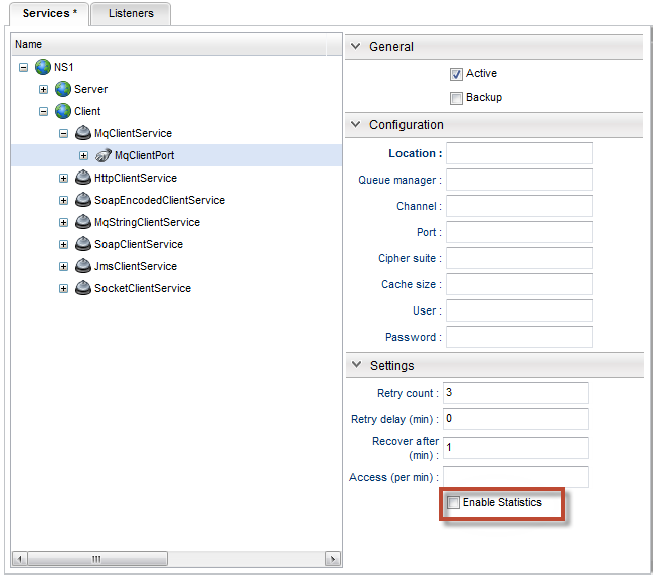 Services *
Listeners
Name
NS1
Server
Client
MqClientService
MqClientPort
HttpClientService
SoapEncodedClientService
MqStringClientService
SoapClientService
JmsClientService
SocketClientService
General
Active
Backup
Configuration
Location :
Queue manager :
Channel :
Port :
Cipher suite :
Cache size :
User :
Password :
Settings
Retry count : 3
Retry delay (min) : 0
Recover after
(min) : 1
Access (per min) :
Enable Statistics